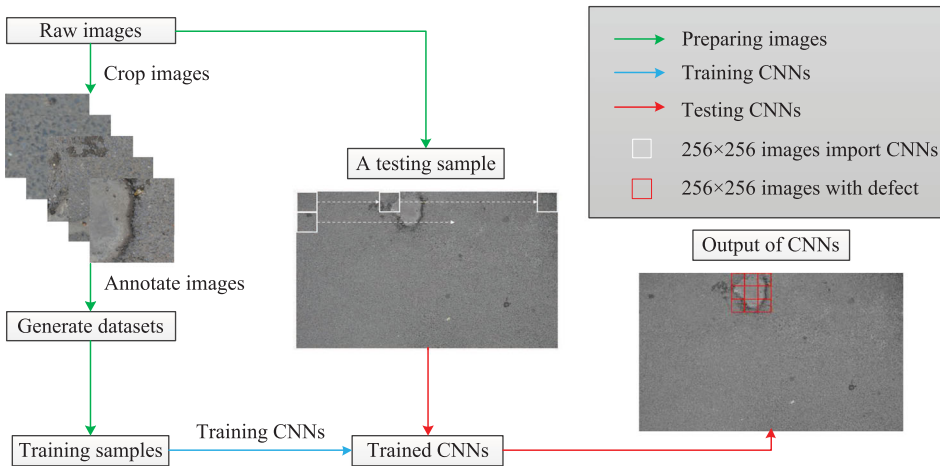 Raw images
Crop images
Annotate images
Generate datasets
Training samples
Training CNNs
Trained CNNs
A testing sample
Preparing images
Training CNNs
Testing CNNs
256×256 images import CNNs
256×256 images with defect
Output of CNNs